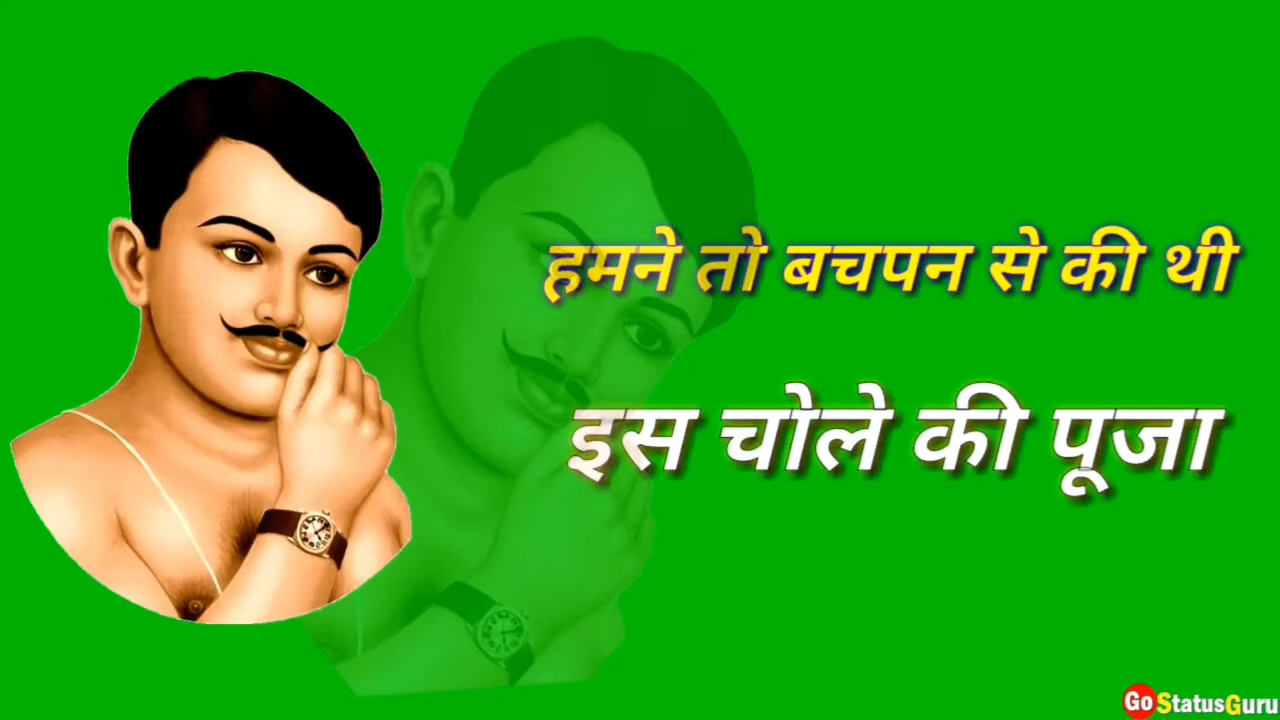 हमने तो बचपन से की थी
इस चोले की पूजा
GoStatusGuru